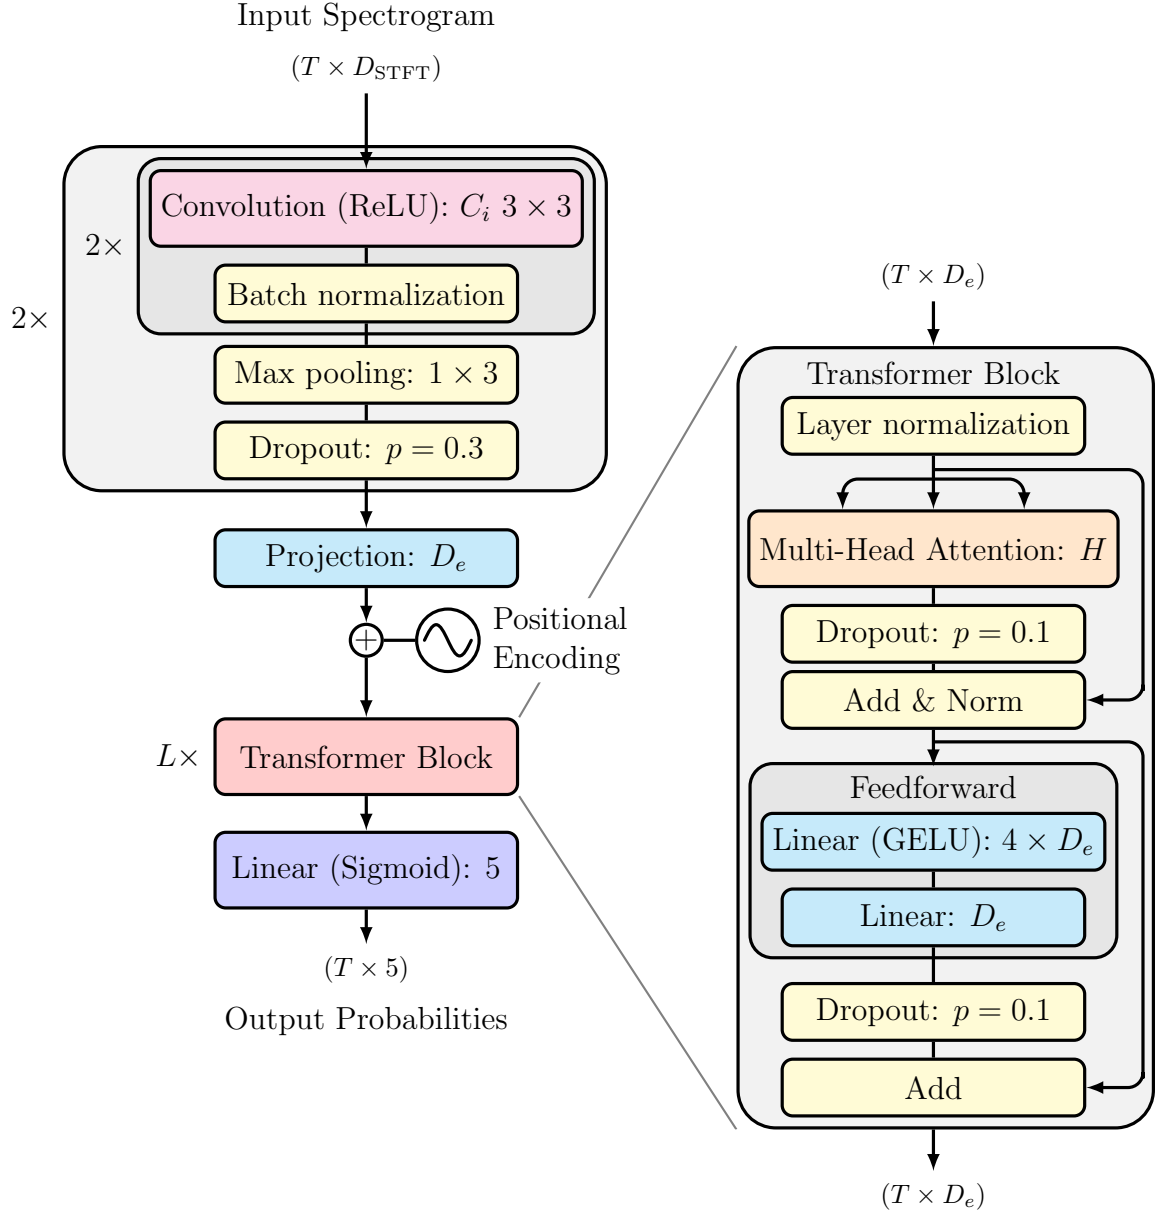 Input Spectrogram
(T × D_STFT)
2×
2×
Convolution (ReLU): C_i 3 × 3
Batch normalization
Max pooling: 1 × 3
Dropout: p = 0.3
Projection: D_e
+
Positional
Encoding
L×
Transformer Block
Linear (Sigmoid): 5
(T × 5)
Output Probabilities
(T × D_e)
Transformer Block
Layer normalization
Multi-Head Attention: H
Dropout: p = 0.1
Add & Norm
Feedforward
Linear (GELU): 4 × D_e
Linear: D_e
Dropout: p = 0.1
Add
(T × D_e)